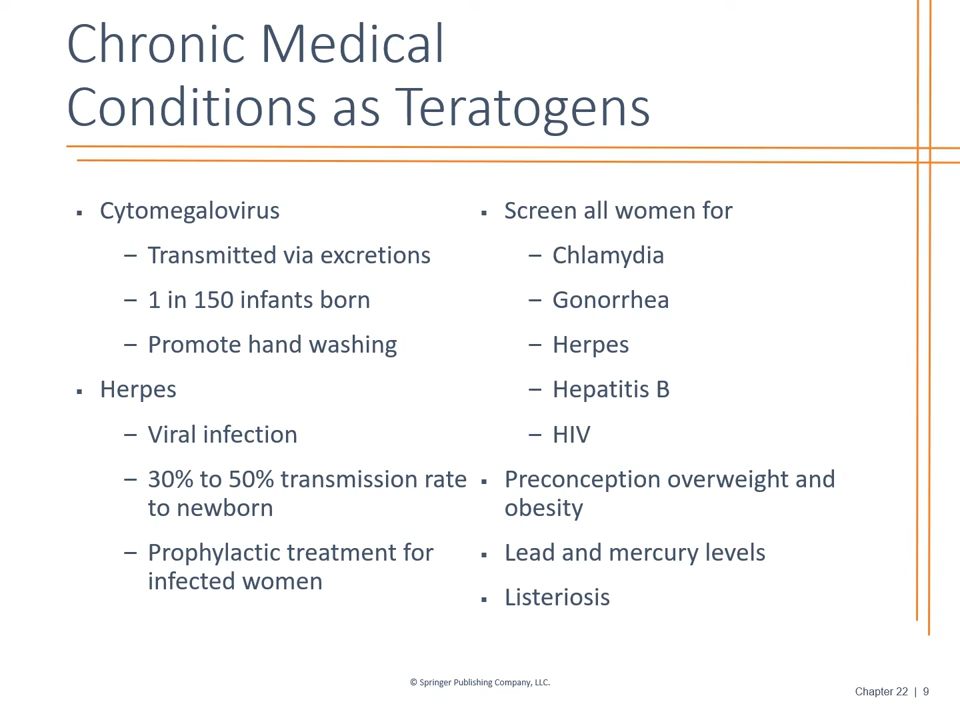 Chronic Medical
Conditions as Teratogens
▪ Cytomegalovirus
– Transmitted via excretions
– 1 in 150 infants born
– Promote hand washing
▪ Herpes
– Viral infection
– 30% to 50% transmission rate
to newborn
– Prophylactic treatment for
infected women
▪ Screen all women for
– Chlamydia
– Gonorrhea
– Herpes
– Hepatitis B
– HIV
▪ Preconception overweight and
obesity
▪ Lead and mercury levels
▪ Listeriosis
© Springer Publishing Company, LLC.
Chapter 22 | 9